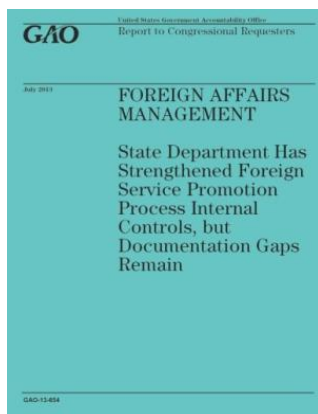 United States Government Accountability Office
GAO
Report to Congressional Requesters
July 2013
FOREIGN AFFAIRS
MANAGEMENT
State Department Has
Strengthened Foreign
Service Promotion
Process Internal
Controls, but
Documentation Gaps
Remain
GAO-13-654